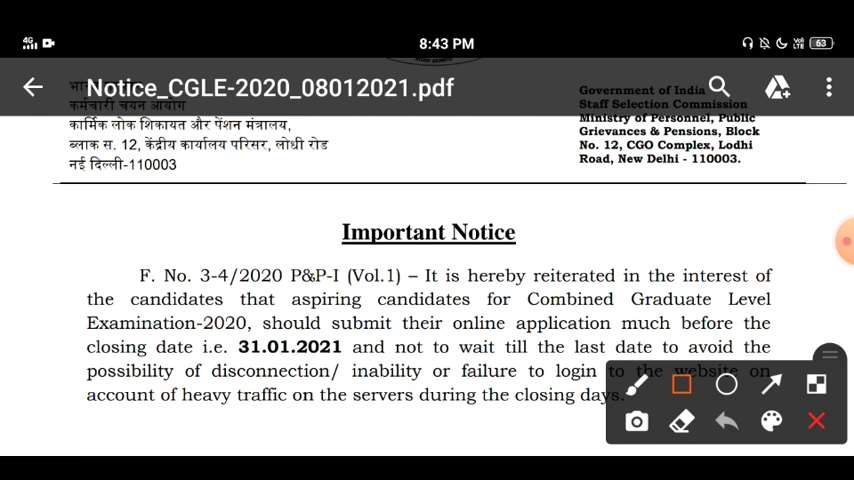 4G 8:43 PM 63
Notice_CGLE-2020_08012021.pdf
कर्मचारी चयन आयोग
कार्मिक लोक शिकायत और पेंशन मंत्रालय,
ब्लाक स. 12, केंद्रीय कार्यालय परिसर, लोधी रोड
नई दिल्ली-110003
Government of India
Staff Selection Commission
Ministry of Personnel, Public
Grievances & Pensions, Block
No. 12, CGO Complex, Lodhi
Road, New Delhi - 110003.
Important Notice
F. No. 3-4/2020 P&P-I (Vol.1) – It is hereby reiterated in the interest of
the candidates that aspiring candidates for Combined Graduate Level
Examination-2020, should submit their online application much before the
closing date i.e. 31.01.2021 and not to wait till the last date to avoid the
possibility of disconnection/ inability or failure to login to the website on
account of heavy traffic on the servers during the closing days.